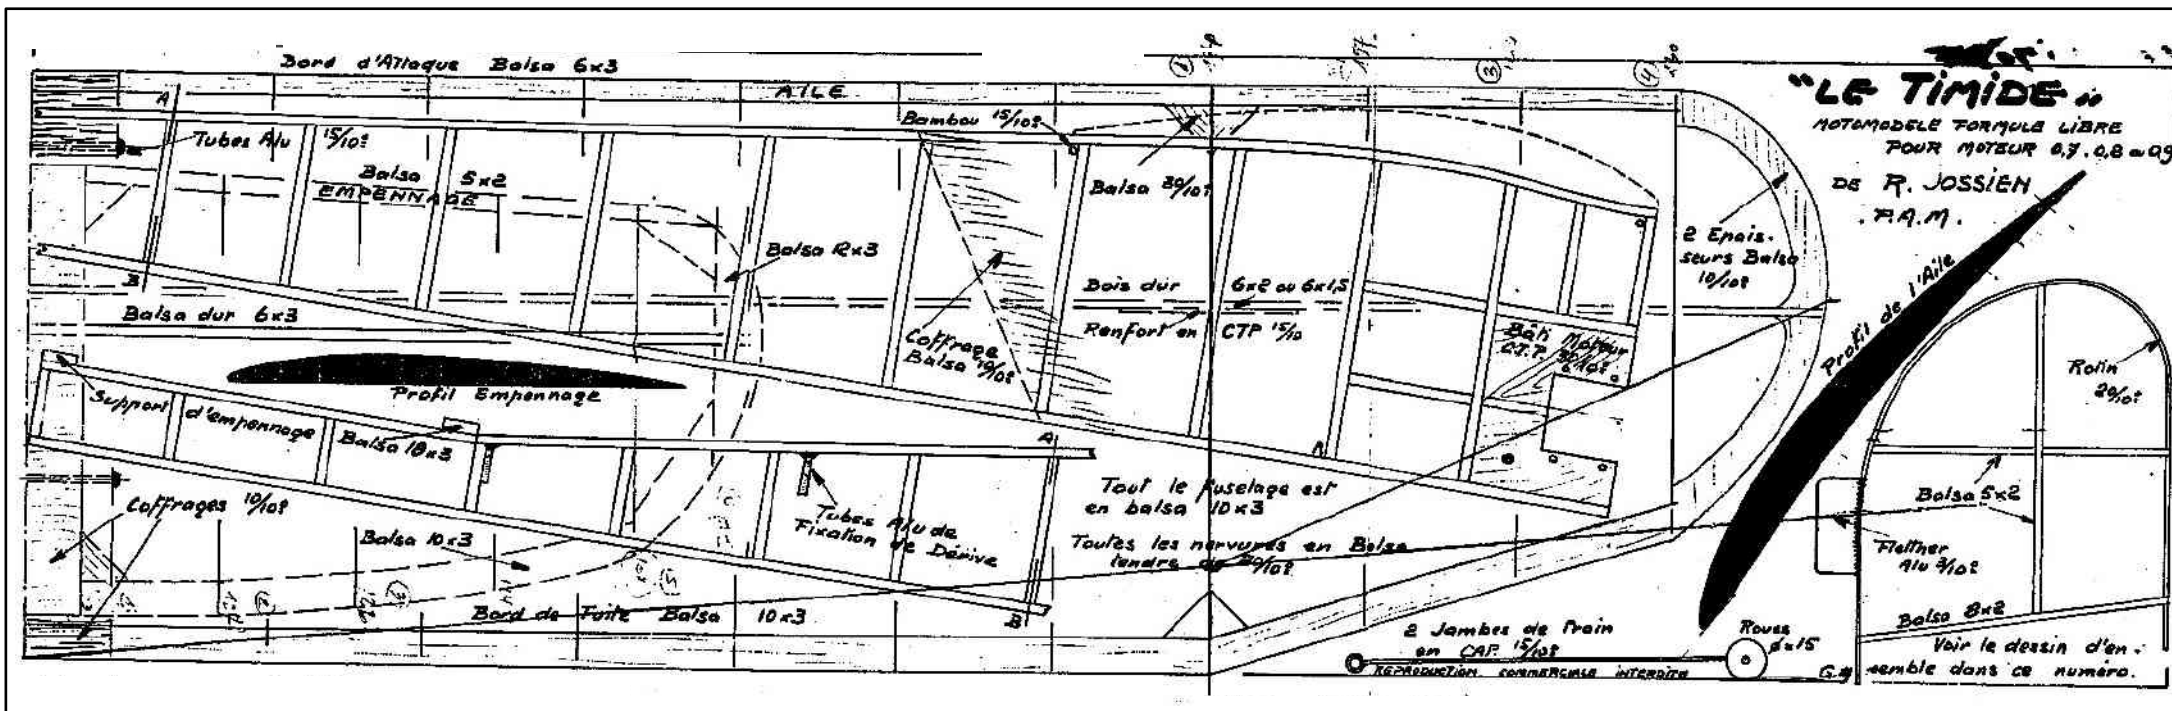 Bord d'Attaque Balsa 6x3
AILE
"LE TIMIDE"
MOTOMODELE FORMULE LIBRE
POUR MOTEUR 0,7. 0,8 ou 0,9
DE R. JOSSIEN
P.A.M.
A
Tubes Alu 15/10e
Balsa 5x2
EMPENNAGE
Bambou 15/10e
Balsa 30/10e
B
Balsa 12x3
Balsa dur 6x3
Bois dur 6x2 ou 6x1,5
Renfort en CTP 15/10
Coffrage
Balsa 10/10e
2 Epais-
seurs Balsa
10/10e
Profil de l'Aile
Bâti Moteur
C.T.P. 30/10e
Profil Empennage
Support d'empennage
Balsa 18x3
A
A
Rotin
20/10e
Coffrages 10/10e
Balsa 10x3
Tubes Alu de
Fixation de Dérive
Tout le fuselage est
en balsa 10x3
Toutes les nervures en Balsa
tendre de 20/10e
Balsa 5x2
Flettner
Alu 3/10e
Bord de Fuite Balsa 10x3
B
Balsa 8x2
2 Jambes de Train
en CAP. 15/10e
Roues
ø x 15
REPRODUCTION COMMERCIALE INTERDITE
Voir le dessin d'en-
semble dans ce numéro.